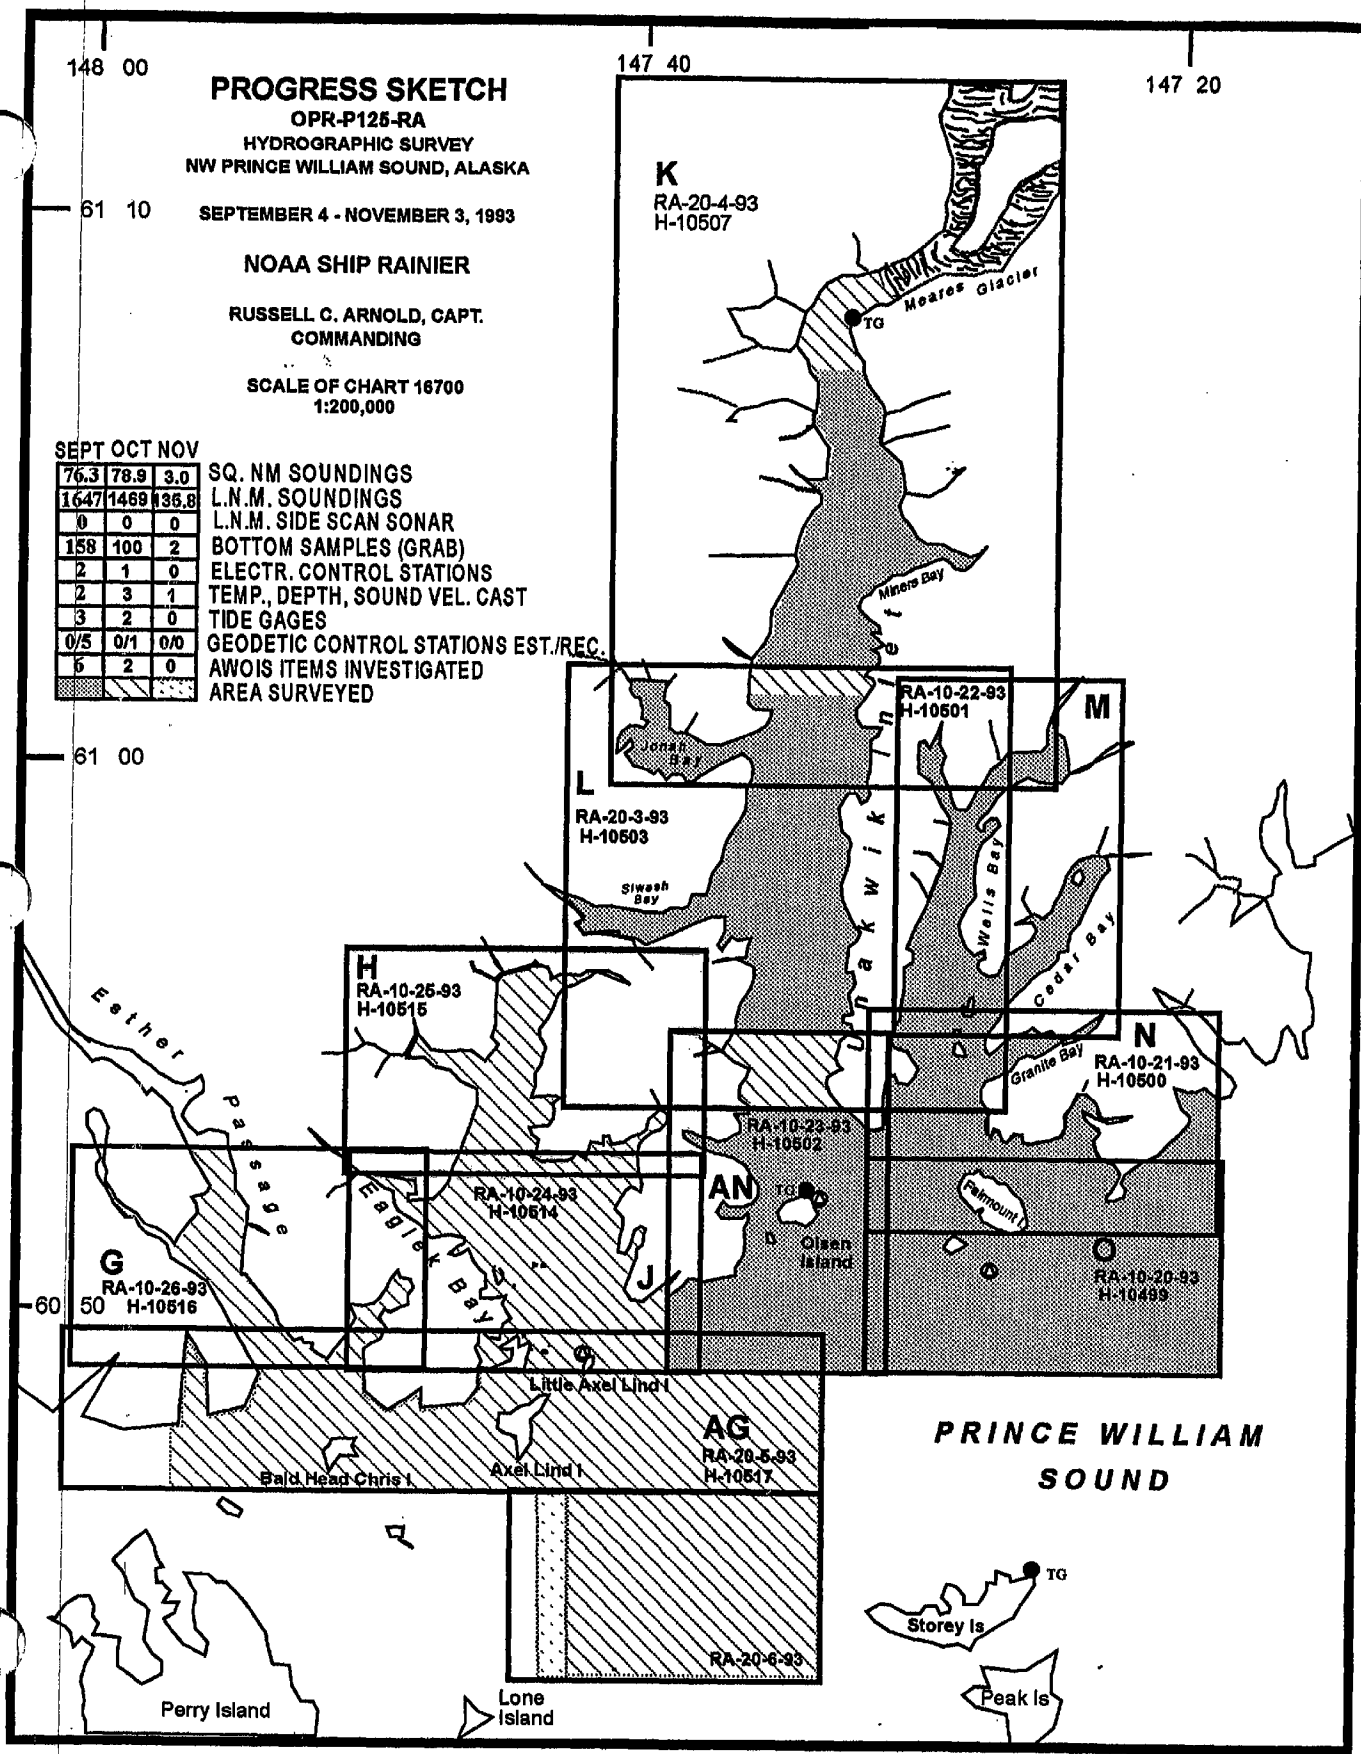 148 00
147 40
147 20
PROGRESS SKETCH
OPR-P125-RA
HYDROGRAPHIC SURVEY
NW PRINCE WILLIAM SOUND, ALASKA
61 10
SEPTEMBER 4 - NOVEMBER 3, 1993
NOAA SHIP RAINIER
RUSSELL C. ARNOLD, CAPT.
COMMANDING
SCALE OF CHART 16700
1:200,000
SEPT OCT NOV
76.3 78.9 3.0 SQ. NM SOUNDINGS
1647 1469 135.8 L.N.M. SOUNDINGS
0 0 0 L.N.M. SIDE SCAN SONAR
158 100 2 BOTTOM SAMPLES (GRAB)
2 1 0 ELECTR. CONTROL STATIONS
2 3 1 TEMP., DEPTH, SOUND VEL. CAST
3 2 0 TIDE GAGES
0/5 0/1 0/0 GEODETIC CONTROL STATIONS EST./REC.
6 2 0 AWOIS ITEMS INVESTIGATED
AREA SURVEYED
K
RA-20-4-93
H-10507
Meares Glacier
TG
Miners Bay
Unakwik Inlet
RA-10-22-93
H-10501
M
Jonah
Bay
61 00
L
RA-20-3-93
H-10503
Siwash
Bay
Wells Bay
Cedar Bay
H
RA-10-25-93
H-10515
Esther Passage
N
RA-10-21-93
H-10500
Granite Bay
RA-10-23-93
H-10502
AN
TG
Olsen
Island
Fairmount I
RA-10-24-93
H-10514
Eaglek Bay
J
G
RA-10-26-93
H-10516
O
RA-10-20-93
H-10499
60 50
Little Axel Lind I
AG
RA-20-5-93
H-10517
Axel Lind I
Bald Head Chris I
PRINCE WILLIAM
SOUND
TG
Storey Is
RA-20-6-93
Peak Is
Perry Island
Lone
Island